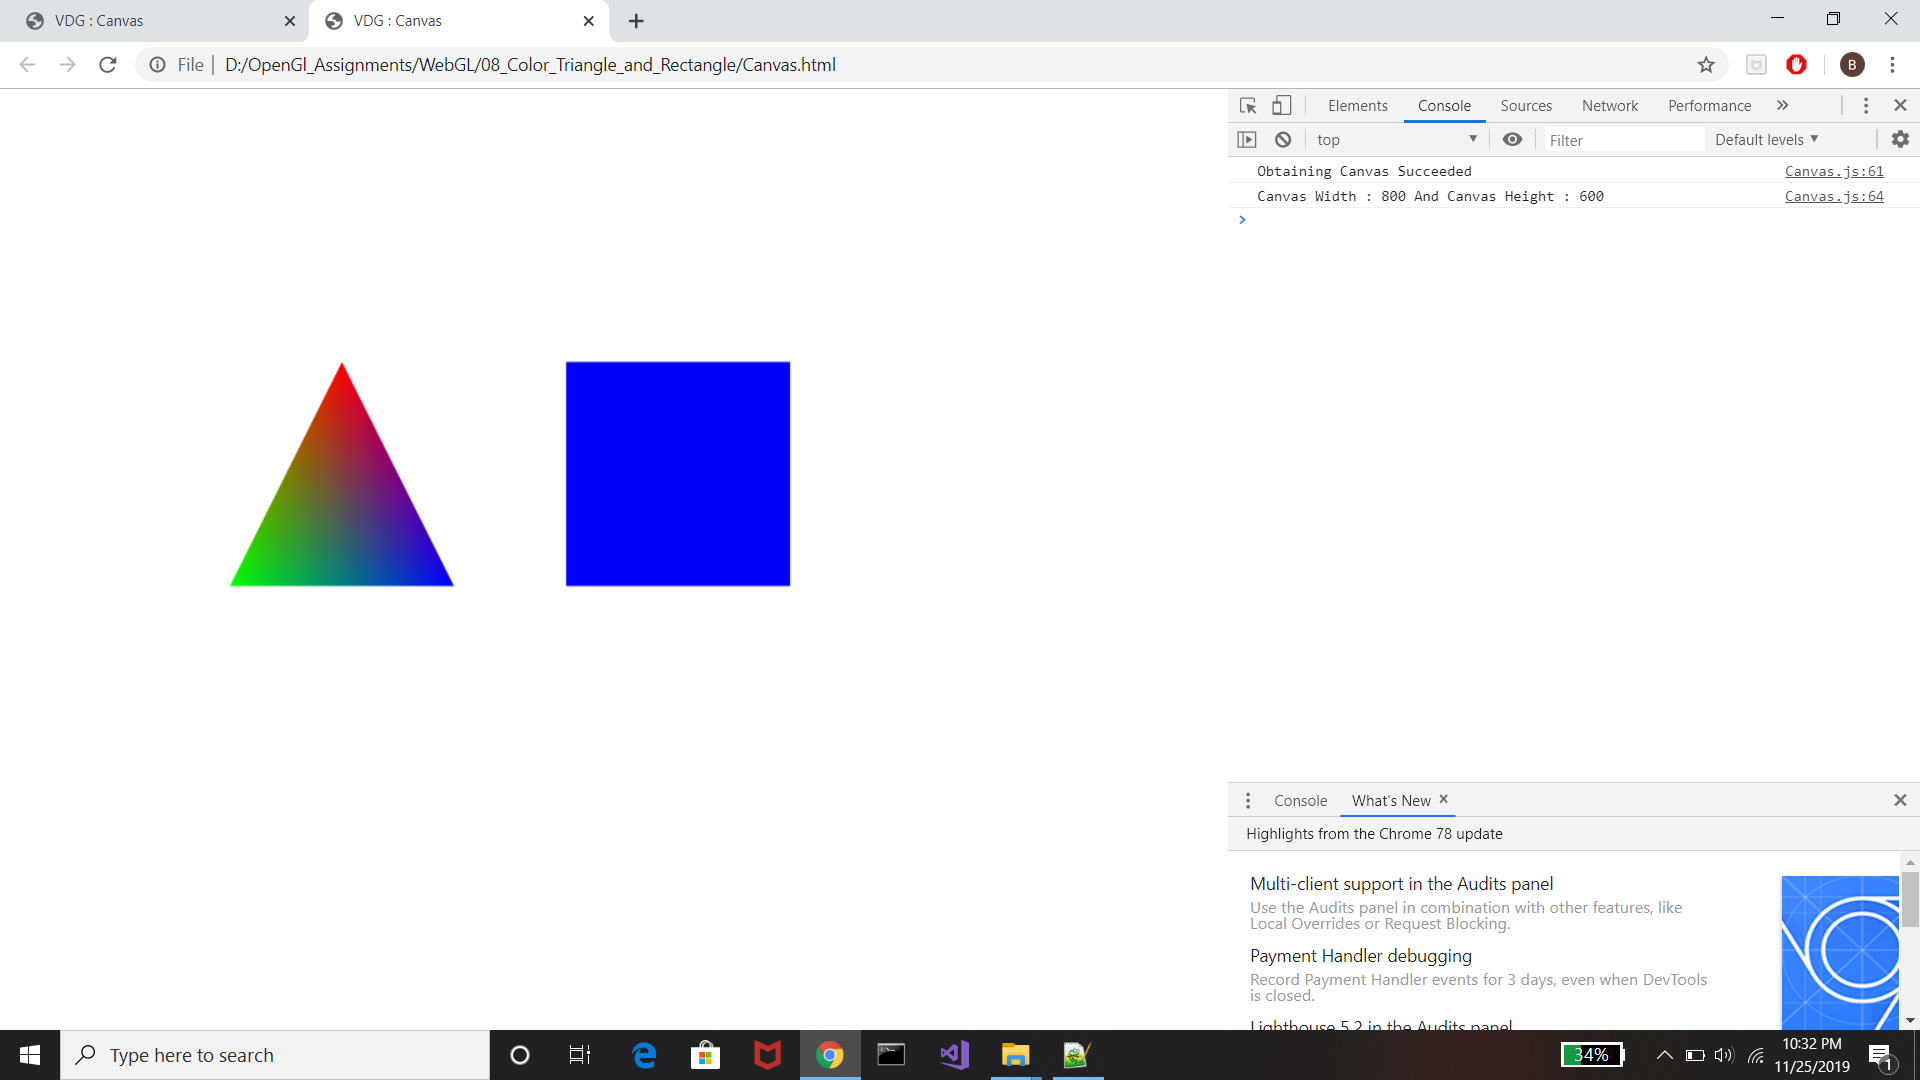 VDG : Canvas
VDG : Canvas
File | D:/OpenGl_Assignments/WebGL/08_Color_Triangle_and_Rectangle/Canvas.html
B
Elements Console Sources Network Performance
top Filter Default levels
Obtaining Canvas Succeeded Canvas.js:61
Canvas Width : 800 And Canvas Height : 600 Canvas.js:64
Console What's New
Highlights from the Chrome 78 update
Multi-client support in the Audits panel
Use the Audits panel in combination with other features, like
Local Overrides or Request Blocking.
Payment Handler debugging
Record Payment Handler events for 3 days, even when DevTools
is closed.
Lighthouse 5.2 in the Audits panel
Type here to search
34%
10:32 PM
11/25/2019
1